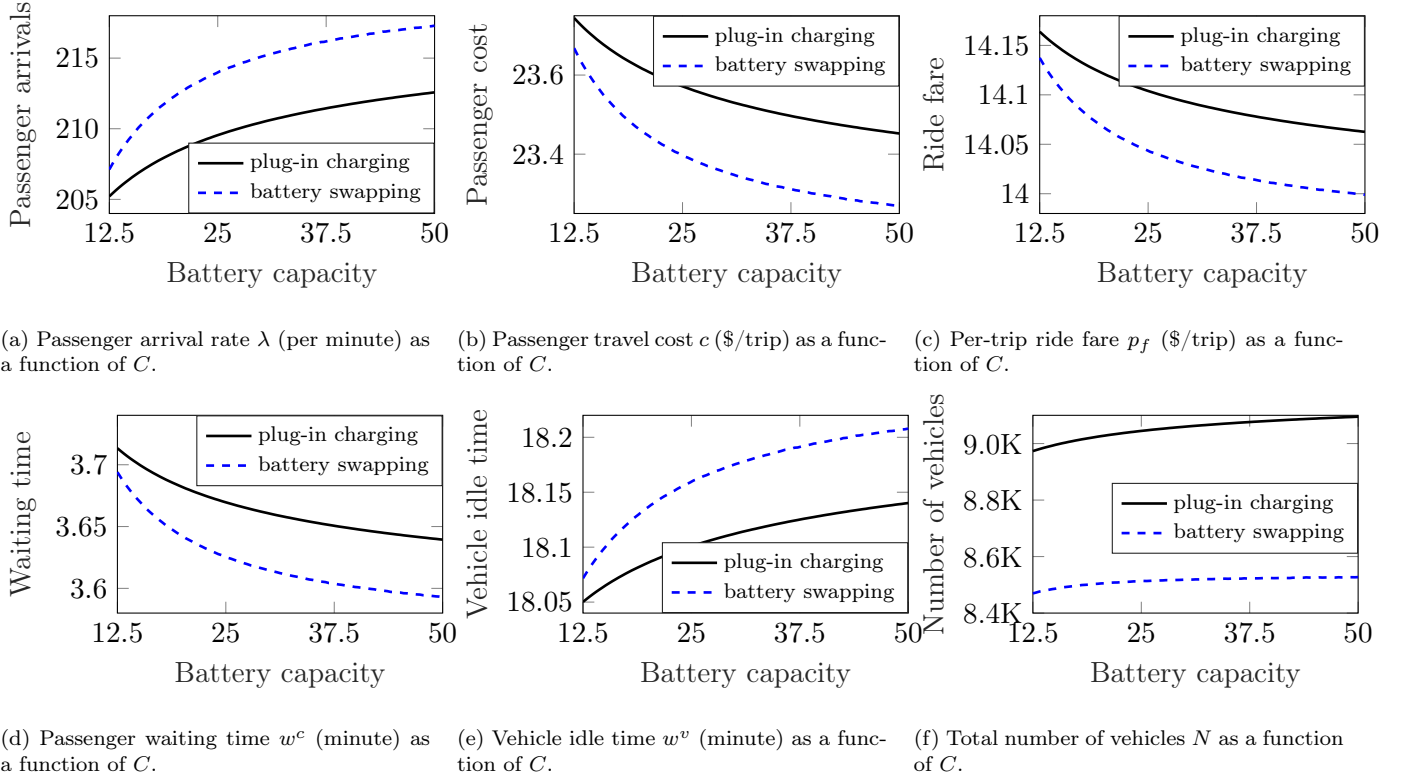 Passenger arrivals
215
210
205
plug-in charging
battery swapping
12.5 25 37.5 50
Battery capacity
Passenger cost
23.6
23.4
plug-in charging
battery swapping
12.5 25 37.5 50
Battery capacity
Ride fare
14.15
14.1
14.05
14
plug-in charging
battery swapping
12.5 25 37.5 50
Battery capacity
(a) Passenger arrival rate λ (per minute) as
a function of C.
(b) Passenger travel cost c ($/trip) as a func-
tion of C.
(c) Per-trip ride fare p_f ($/trip) as a func-
tion of C.
Waiting time
3.7
3.65
3.6
plug-in charging
battery swapping
12.5 25 37.5 50
Battery capacity
Vehicle idle time
18.2
18.15
18.1
18.05
plug-in charging
battery swapping
12.5 25 37.5 50
Battery capacity
Number of vehicles
9.0K
8.8K
8.6K
8.4K
plug-in charging
battery swapping
12.5 25 37.5 50
Battery capacity
(d) Passenger waiting time w^c (minute) as
a function of C.
(e) Vehicle idle time w^v (minute) as a func-
tion of C.
(f) Total number of vehicles N as a function
of C.